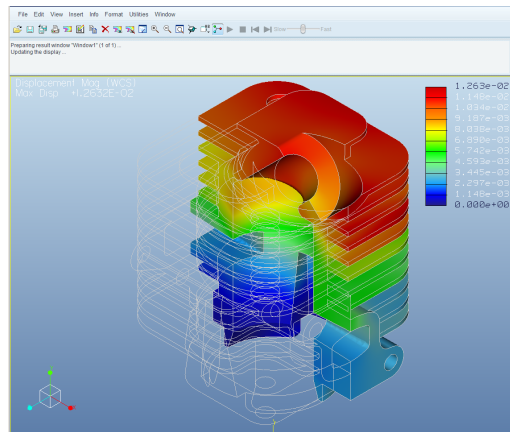 File Edit View Insert Info Format Utilities Window
Slow Fast
Preparing result window "Window1" (1 of 1) ...
Updating the display ...
Displacement Mag (WCS)
Max Disp +1.2632E-02
1.263e-02
1.148e-02
1.034e-02
9.187e-03
8.038e-03
6.890e-03
5.742e-03
4.593e-03
3.445e-03
2.297e-03
1.148e-03
0.000e+00